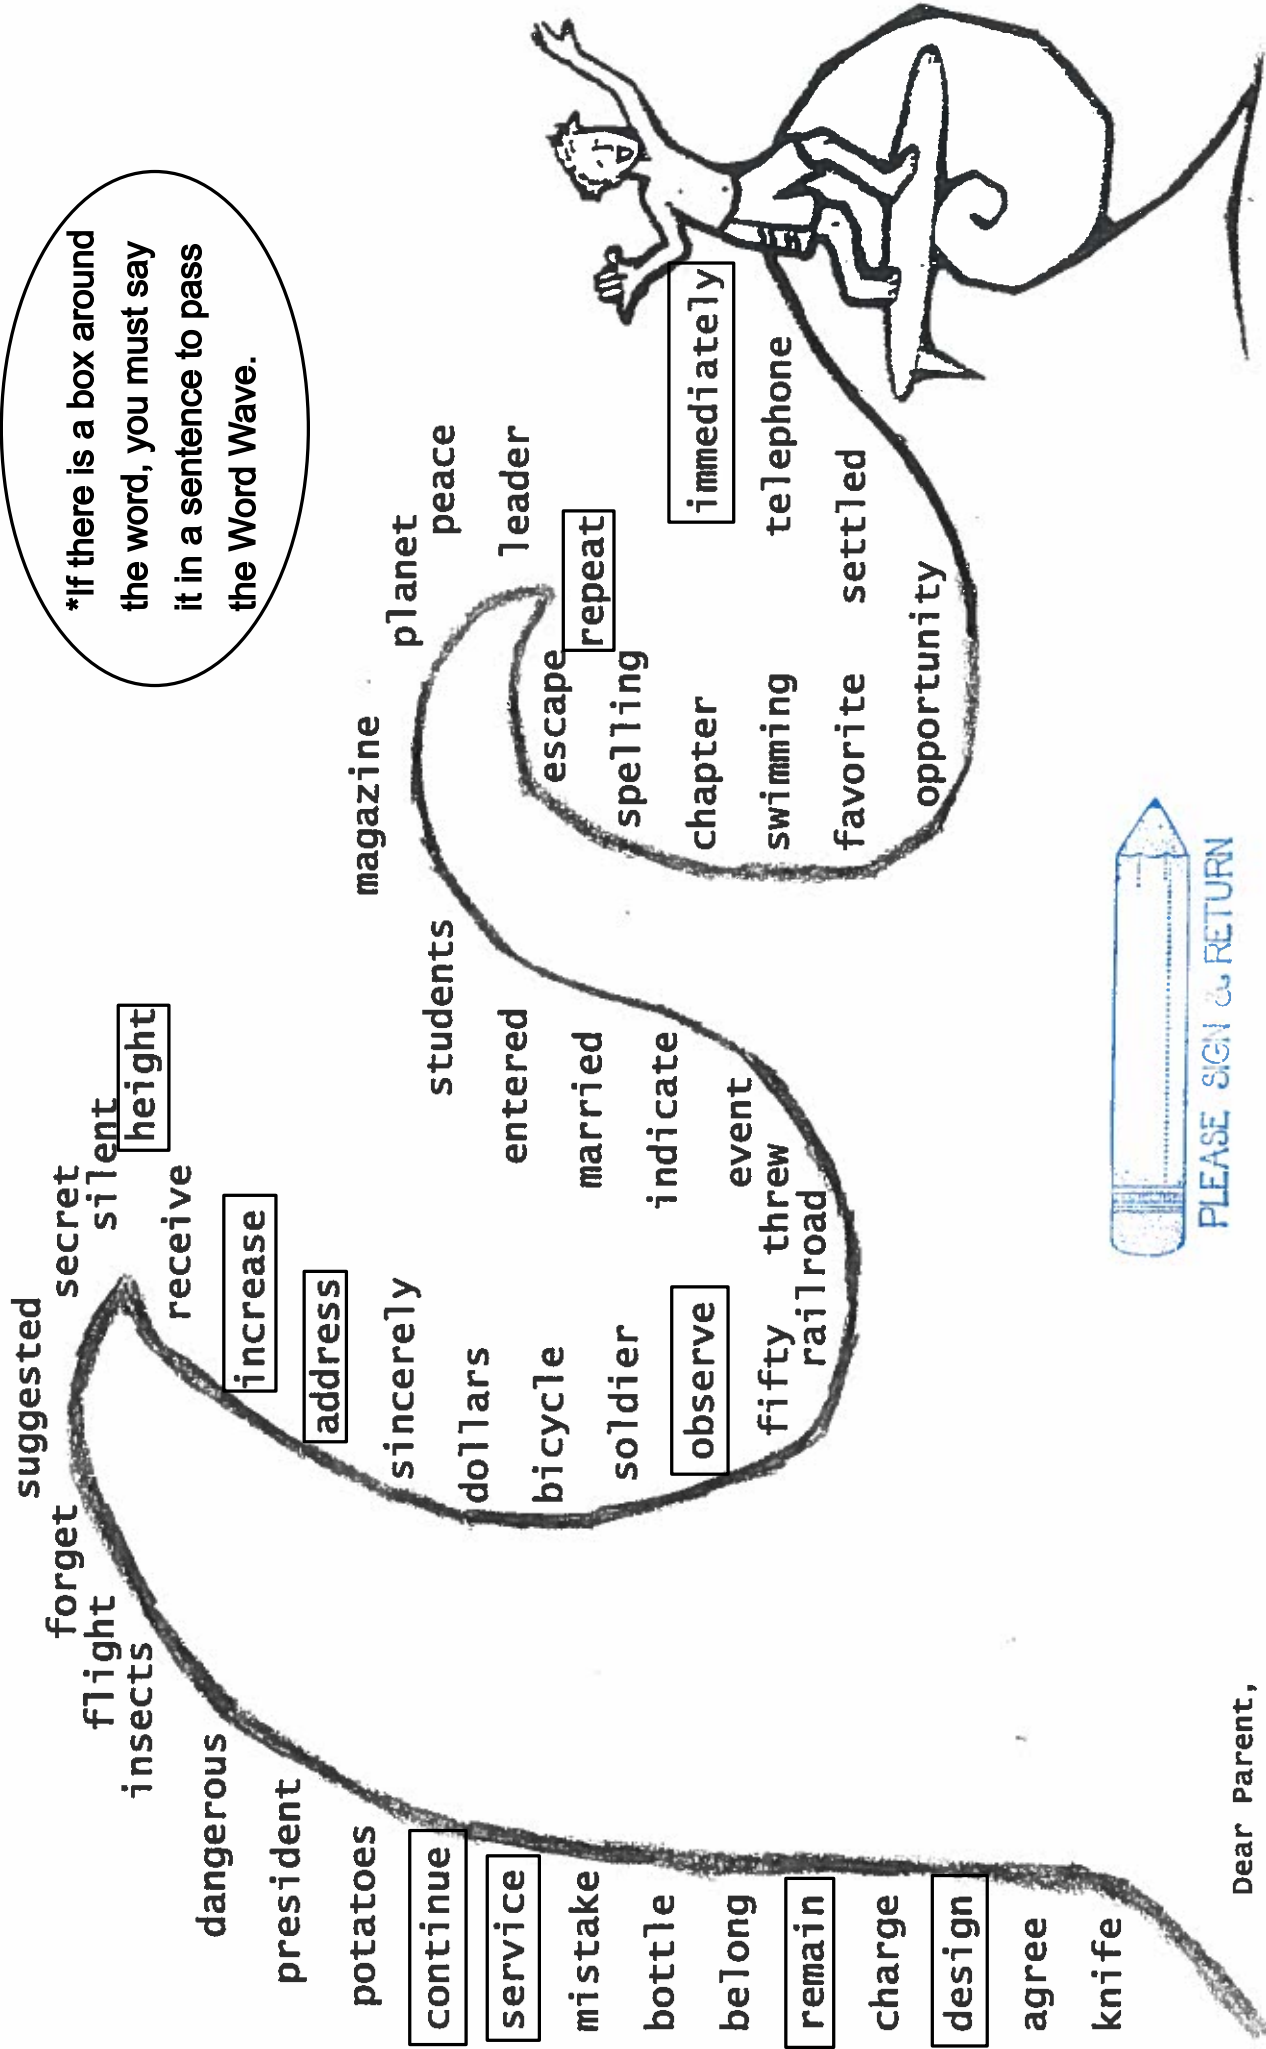 *If there is a box around
the word, you must say
it in a sentence to pass
the Word Wave.
suggested
forget
secret
flight
silent
insects
height
receive
dangerous
increase
president
address
potatoes
sincerely
continue
dollars
service
bicycle
mistake
soldier
bottle
observe
belong
fifty
threw
remain
railroad
charge
design
agree
knife
magazine
planet
peace
students
leader
entered
escape
repeat
married
spelling
indicate
chapter
immediately
event
swimming
telephone
favorite
settled
opportunity
PLEASE SIGN & RETURN
Dear Parent,